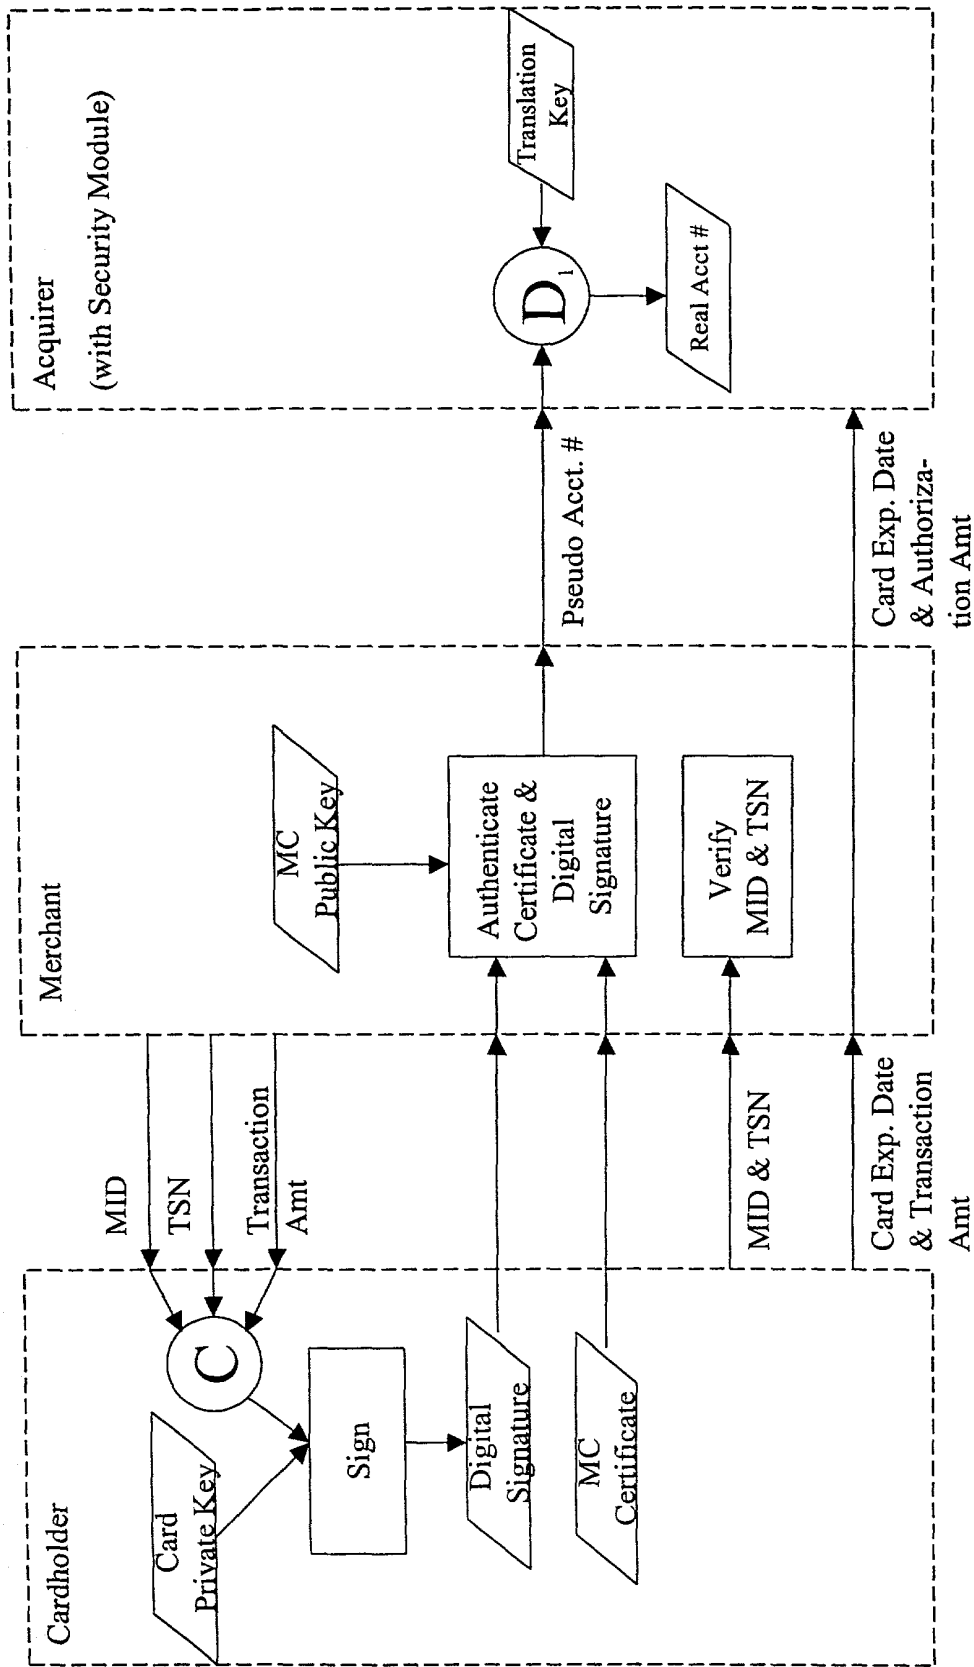 Cardholder
Card
Private Key
C
Sign
Digital
Signature
MC
Certificate
MID
TSN
Transaction
Amt
MID & TSN
Card Exp. Date
& Transaction
Amt
Merchant
MC
Public Key
Authenticate
Certificate &
Digital
Signature
Verify
MID & TSN
Pseudo Acct. #
Card Exp. Date
& Authoriza-
tion Amt
Acquirer
(with Security Module)
Translation
Key
D1
Real Acct #